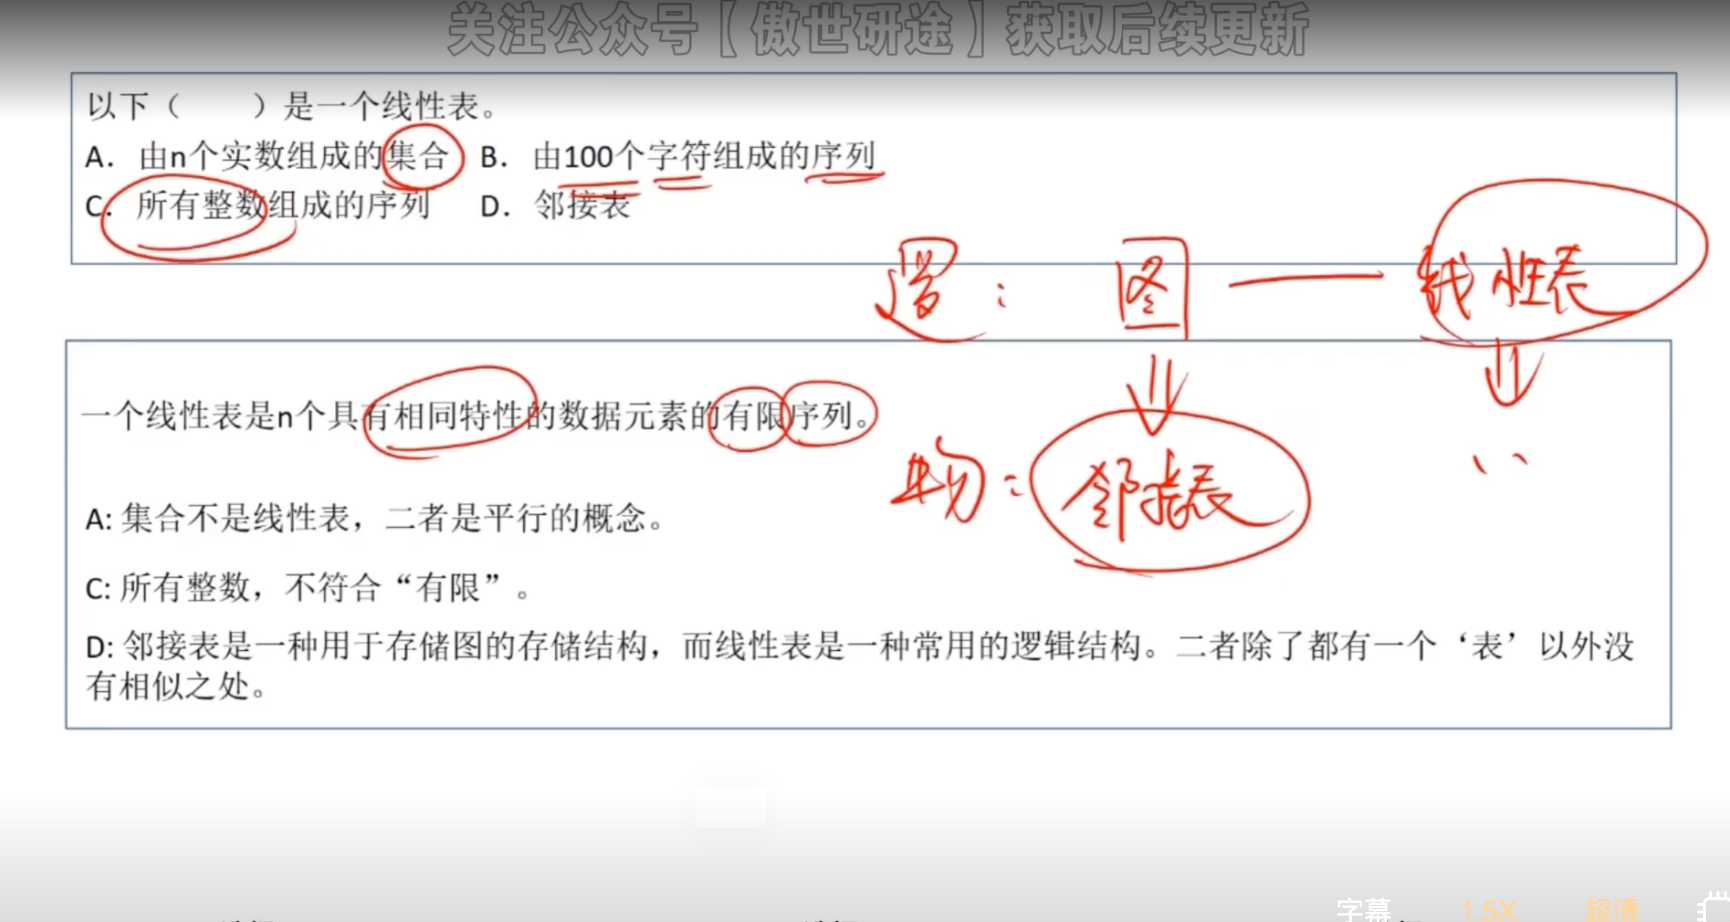 关注公众号【傲世研途】获取后续更新
以下（　　）是一个线性表。
A. 由n个实数组成的集合 B. 由100个字符组成的序列
C. 所有整数组成的序列 D. 邻接表
逻： 图 —— 线性表
一个线性表是n个具有相同特性的数据元素的有限序列。
物： 邻接表
A: 集合不是线性表，二者是平行的概念。
C: 所有整数，不符合“有限”。
D: 邻接表是一种用于存储图的存储结构，而线性表是一种常用的逻辑结构。二者除了都有一个‘表’以外没
有相似之处。
字幕 1.5X 超清